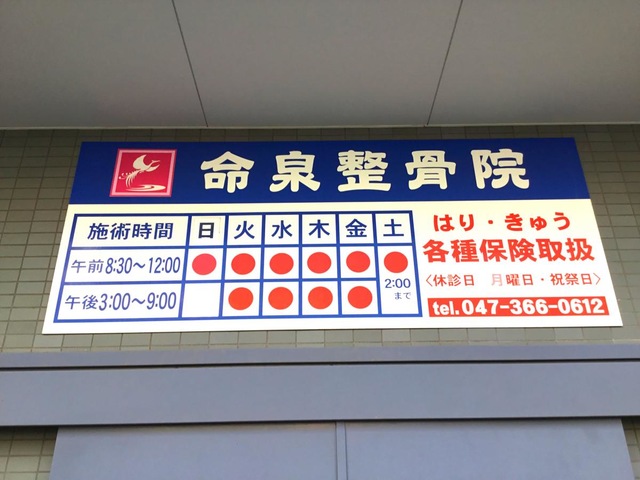 命泉整骨院
施術時間 日 火 水 木 金 土
午前8:30〜12:00 ● ● ● ● ● ●
午後3:00〜9:00 ● ● ● ● 2:00まで
はり・きゅう
各種保険取扱
〈休診日 月曜日・祝祭日〉
tel.047-366-0612